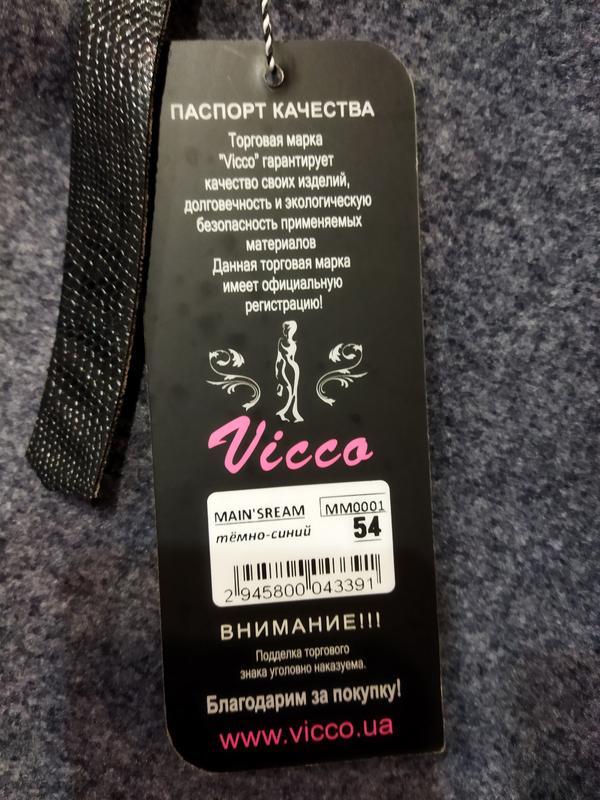 ПАСПОРТ КАЧЕСТВА
Торговая марка
"Vicco" гарантирует
качество своих изделий,
долговечность и экологическую
безопасность применяемых
материалов
Данная торговая марка
имеет официальную
регистрацию!
Vicco
MAIN'SREAM MM0001
тёмно-синий 54
2 945800 043391
ВНИМАНИЕ!!!
Подделка торгового
знака уголовно наказуема.
Благодарим за покупку!
www.vicco.ua